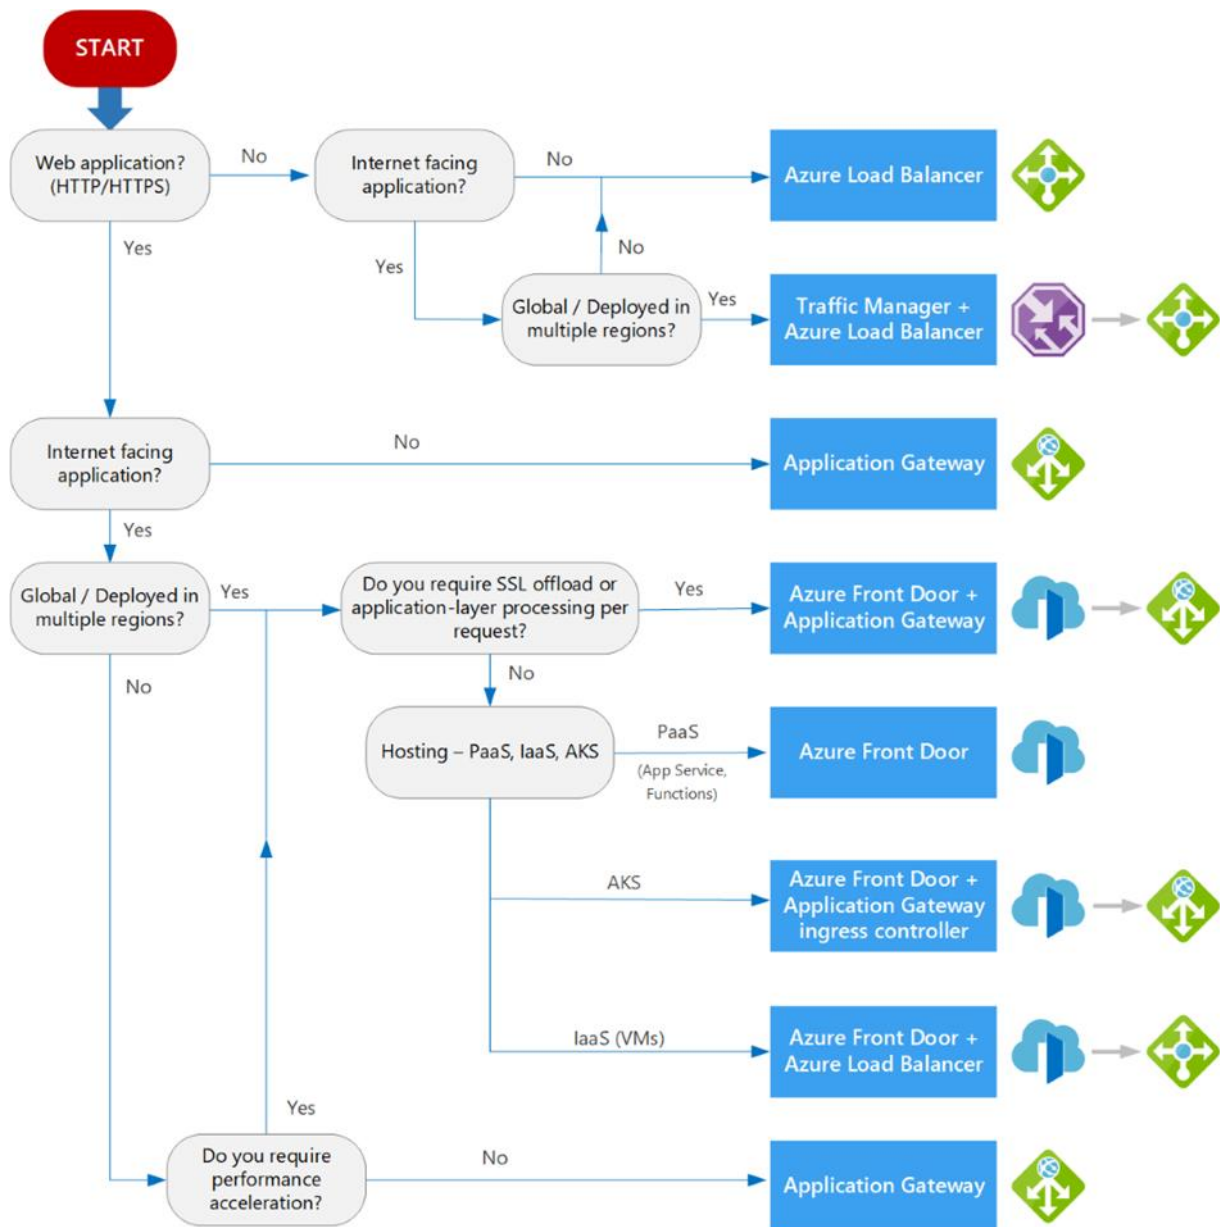 START
Web application?
(HTTP/HTTPS)
No
Internet facing
application?
No
Azure Load Balancer
Yes
Yes
No
Global / Deployed in
multiple regions?
Yes
Traffic Manager +
Azure Load Balancer
Internet facing
application?
No
Application Gateway
Yes
Global / Deployed in
multiple regions?
Yes
Do you require SSL offload or
application-layer processing per
request?
Yes
Azure Front Door +
Application Gateway
No
No
Hosting – PaaS, IaaS, AKS
PaaS
(App Service,
Functions)
Azure Front Door
AKS
Azure Front Door +
Application Gateway
ingress controller
IaaS (VMs)
Azure Front Door +
Azure Load Balancer
Yes
Do you require
performance
acceleration?
No
Application Gateway